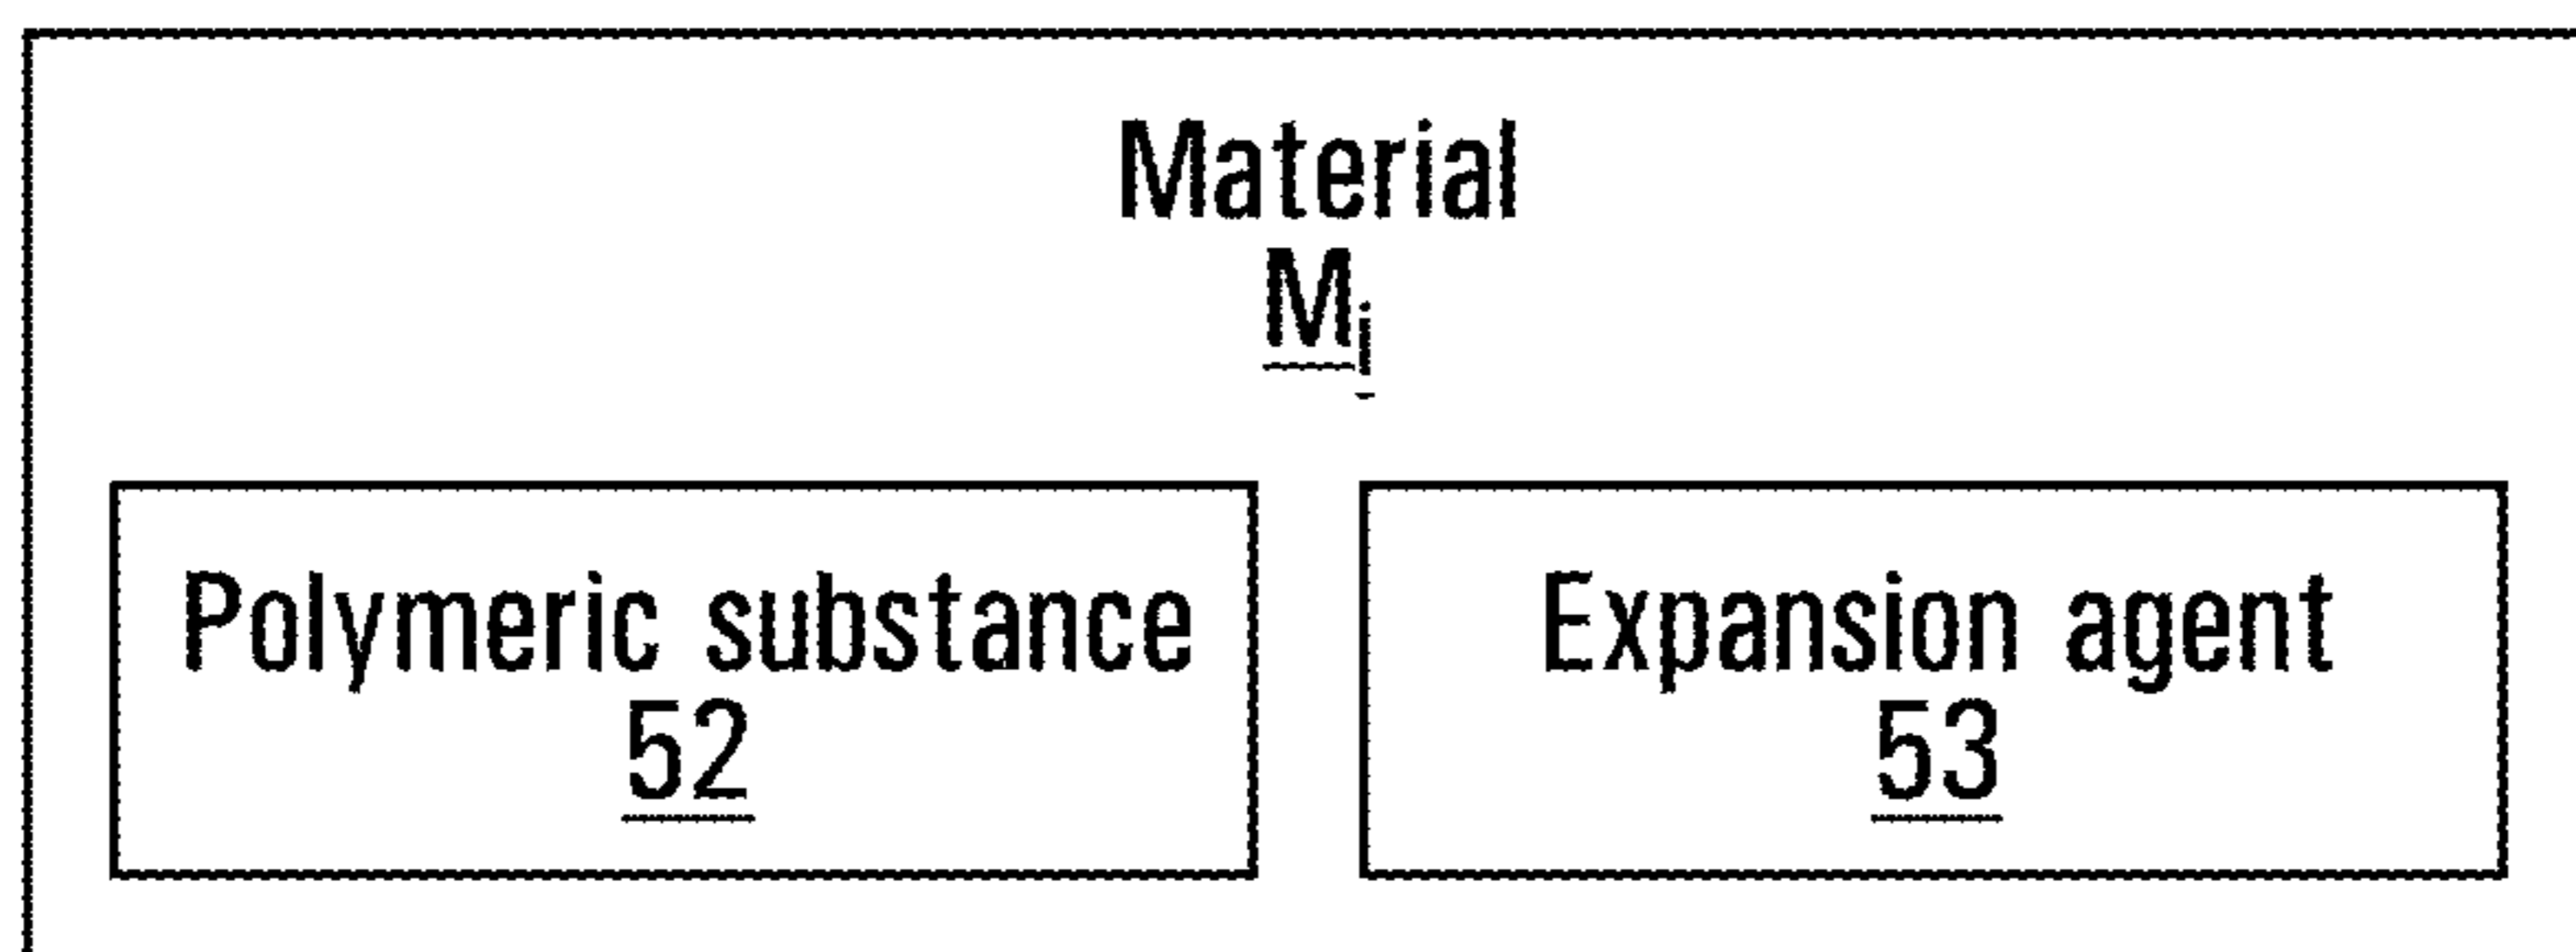 Material
Mi
Polymeric substance
52
Expansion agent
53